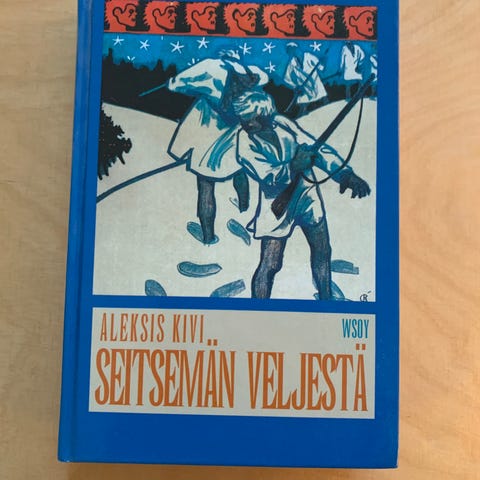 ALEKSIS KIVI WSOY
SEITSEMÄN VELJESTÄ